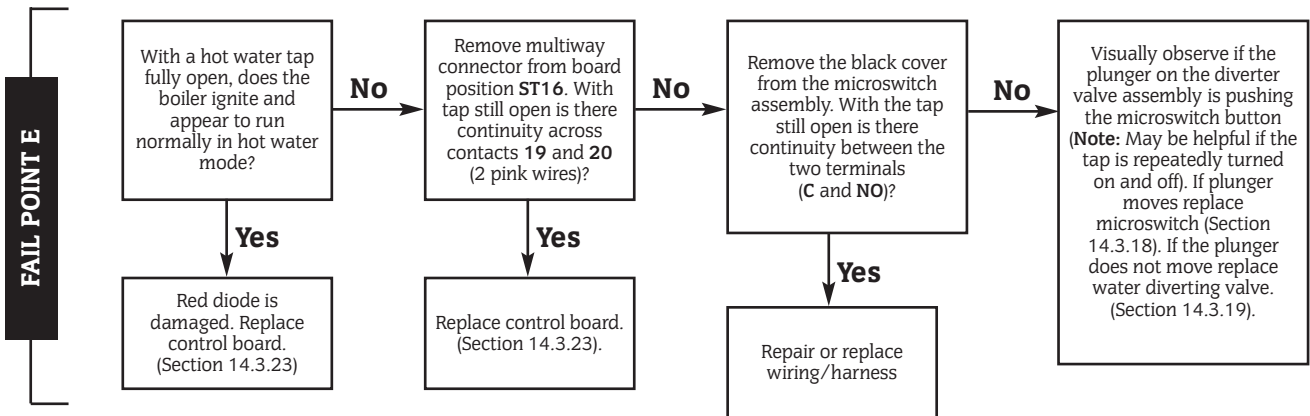 FAIL POINT E
With a hot water tap
fully open, does the
boiler ignite and
appear to run
normally in hot water
mode?
No
Remove multiway
connector from board
position ST16. With
tap still open is there
continuity across
contacts 19 and 20
(2 pink wires)?
No
Remove the black cover
from the microswitch
assembly. With the tap
still open is there
continuity between the
two terminals
(C and NO)?
No
Visually observe if the
plunger on the diverter
valve assembly is pushing
the microswitch button
(Note: May be helpful if the
tap is repeatedly turned
on and off). If plunger
moves replace
microswitch (Section
14.3.18). If the plunger
does not move replace
water diverting valve.
(Section 14.3.19).
Yes
Red diode is
damaged. Replace
control board.
(Section 14.3.23)
Yes
Replace control board.
(Section 14.3.23).
Yes
Repair or replace
wiring/harness